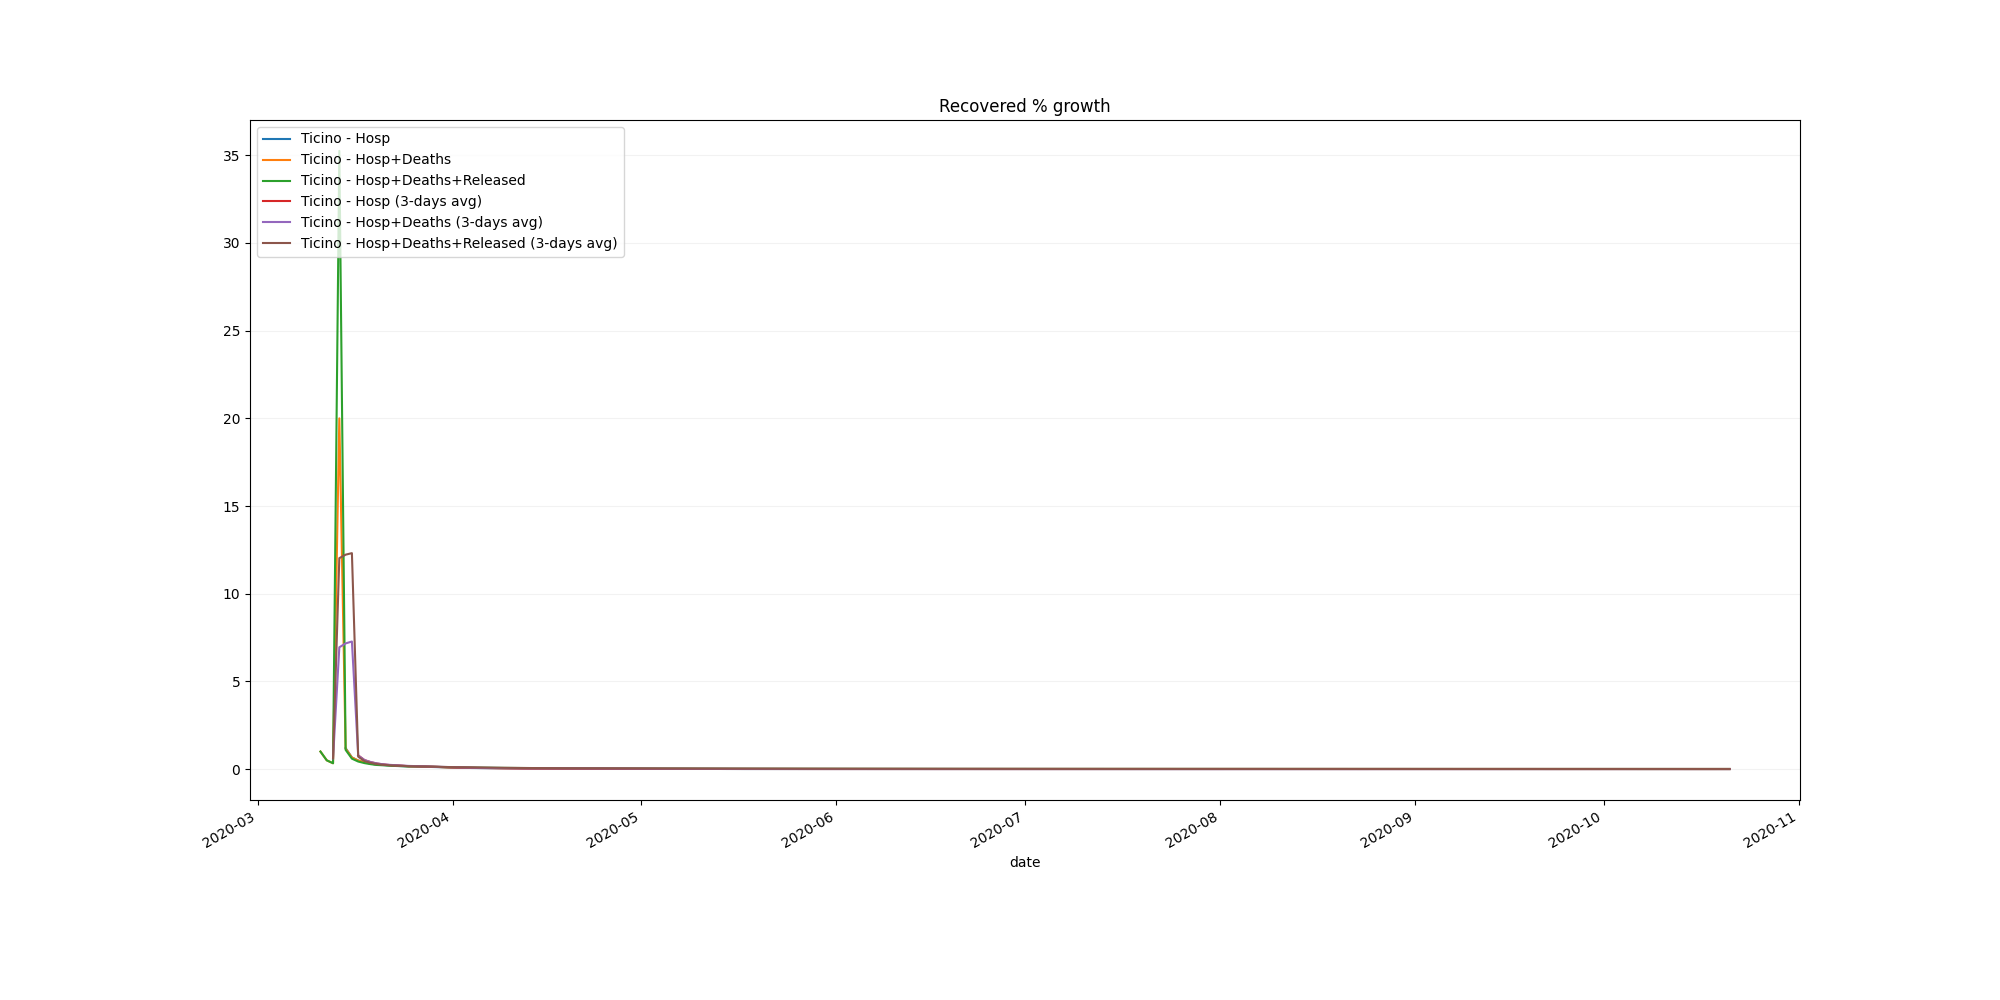 Recovered % growth
Ticino - Hosp
Ticino - Hosp+Deaths
Ticino - Hosp+Deaths+Released
Ticino - Hosp (3-days avg)
Ticino - Hosp+Deaths (3-days avg)
Ticino - Hosp+Deaths+Released (3-days avg)
35
30
25
20
15
10
5
0
2020-03
2020-04
2020-05
2020-06
2020-07
2020-08
2020-09
2020-10
2020-11
date